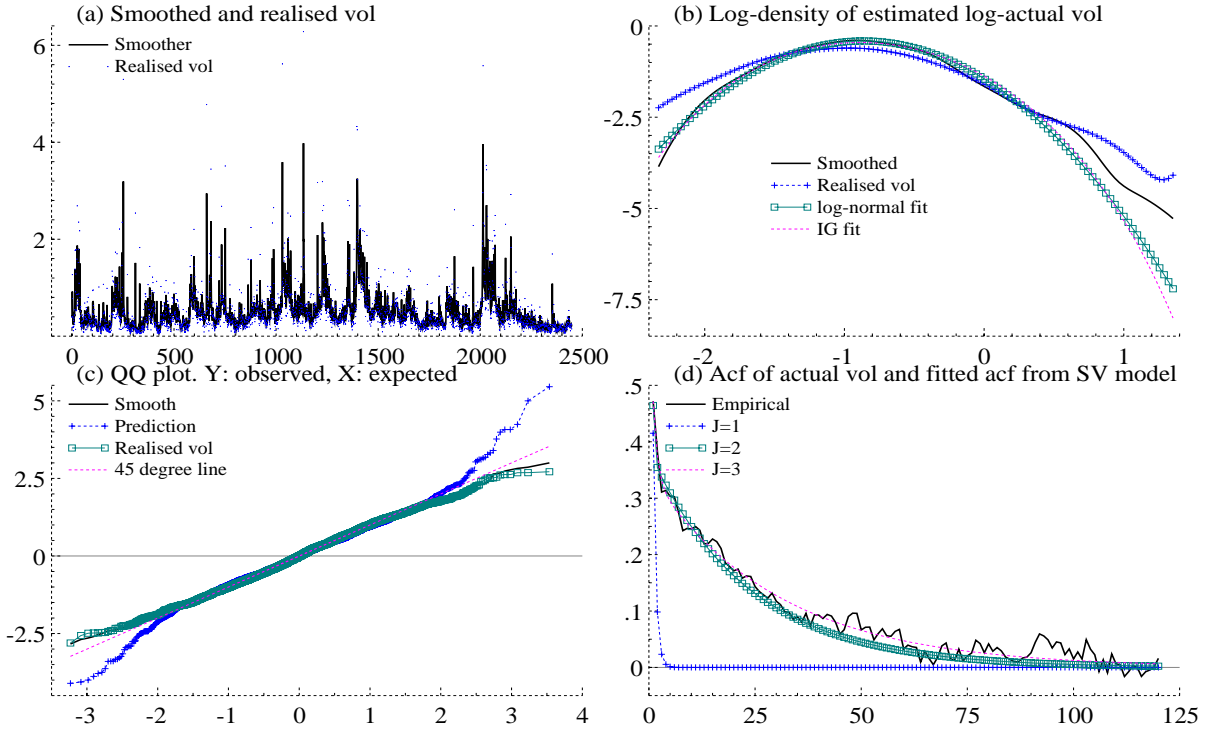 (a) Smoothed and realised vol
Smoother
Realised vol
6
4
2
0 500 1000 1500 2000 2500
(b) Log-density of estimated log-actual vol
Smoothed
Realised vol
log-normal fit
IG fit
0
-2.5
-5
-7.5
-2 -1 0 1
(c) QQ plot. Y: observed, X: expected
Smooth
Prediction
Realised vol
45 degree line
5
2.5
0
-2.5
-3 -2 -1 0 1 2 3 4
(d) Acf of actual vol and fitted acf from SV model
Empirical
J=1
J=2
J=3
.5
.4
.3
.2
.1
0
0 25 50 75 100 125